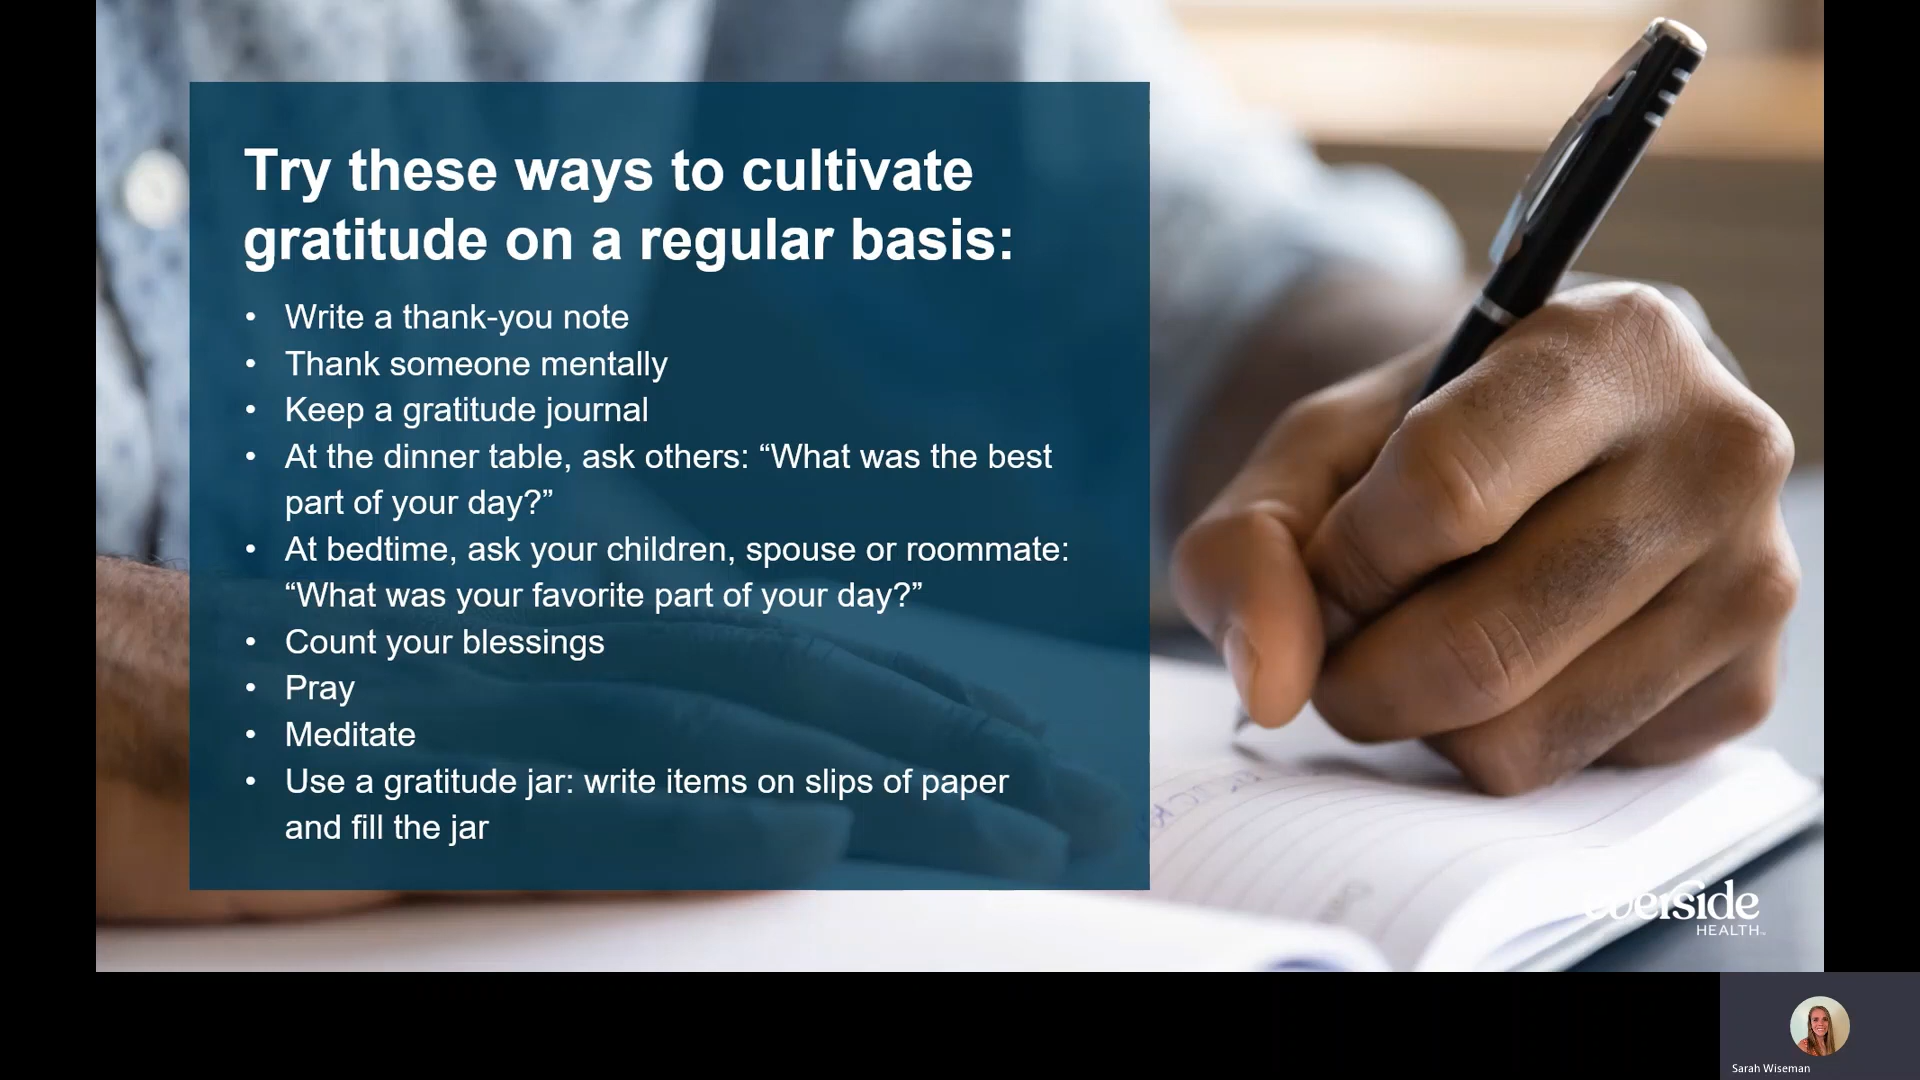 Try these ways to cultivate
gratitude on a regular basis:
• Write a thank-you note
• Thank someone mentally
• Keep a gratitude journal
• At the dinner table, ask others: “What was the best
part of your day?”
• At bedtime, ask your children, spouse or roommate:
“What was your favorite part of your day?”
• Count your blessings
• Pray
• Meditate
• Use a gratitude jar: write items on slips of paper
and fill the jar
everside
HEALTH
Sarah Wiseman